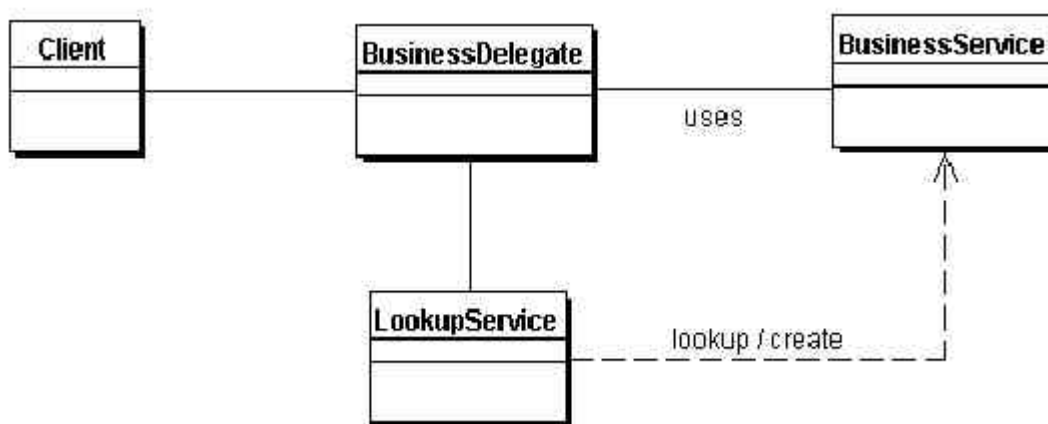 Client
BusinessDelegate
BusinessService
uses
LookupService
lookup / create